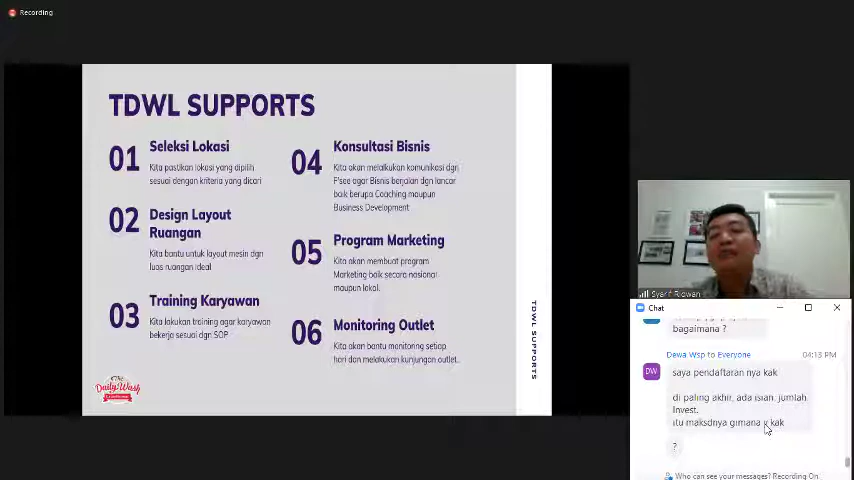 Recording
TDWL SUPPORTS
01
Seleksi Lokasi
Kita pastikan lokasi yang dipilih
sesuai dengan kriteria yang dicari
02
Design Layout
Ruangan
Kita bantu untuk layout mesin dgn
luas ruangan ideal
03
Training Karyawan
Kita lakukan training agar karyawan
bekerja sesuai dgn SOP
04
Konsultasi Bisnis
Kita akan melalkukan komunikasi dgn
F'see agar Bisnis berjalan dgn lancar
baik berupa Coaching maupun
Business Development
05
Program Marketing
Kita akan membuat program
Marketing baik secara nasional
maupun lokal.
06
Monitoring Outlet
Kita akan bantu monitoring setiap
hari dan melakukan kunjungan outlet.
TDWL SUPPORTS
Daily Wash
Syarif Ridwan
Chat
bagaimana ?
Dewa Wsp to Everyone
04:13 PM
DW
saya pendaftaran nya kak
di paling akhir, ada isian, jumlah
Invest.
itu maksdnya gimana y kak
?
Who can see your messages? Recording On